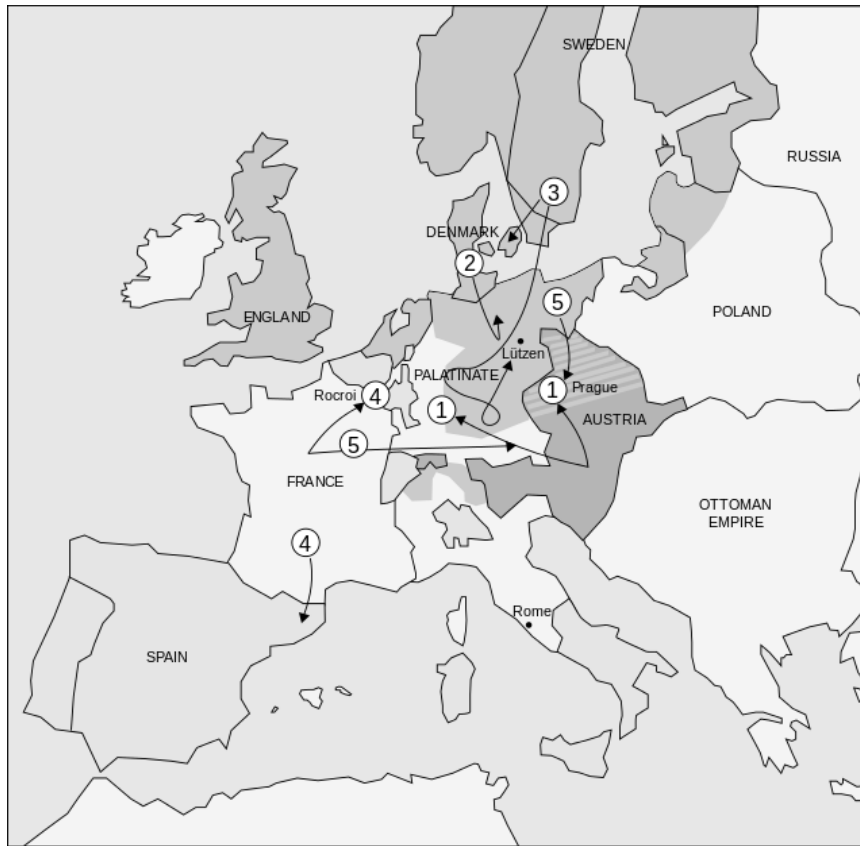 SWEDEN
RUSSIA
3
DENMARK
2
5
ENGLAND
POLAND
Lützen
PALATINATE
Rocroi
4
1
1
Prague
AUSTRIA
5
FRANCE
OTTOMAN
EMPIRE
4
Rome
SPAIN